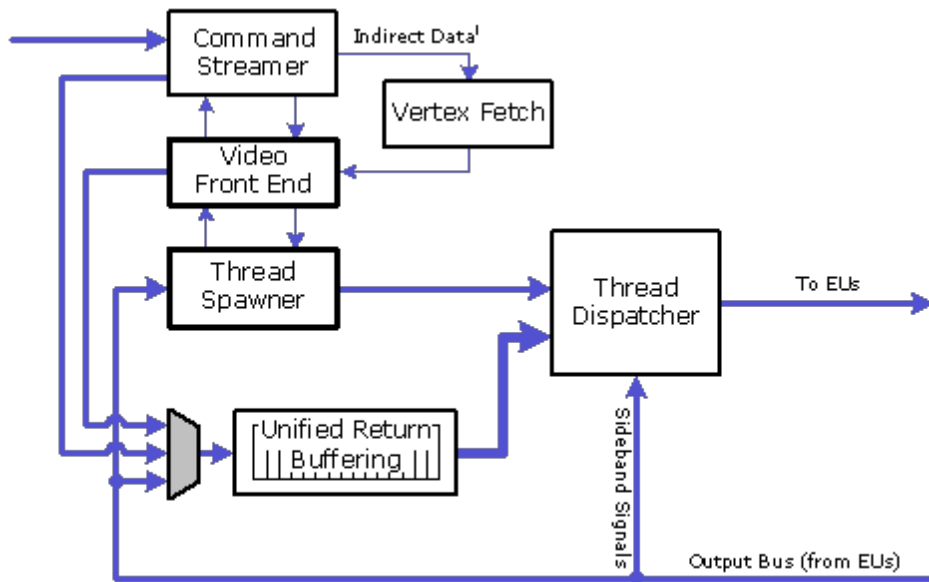 Command
Streamer
Indirect Data¹
Vertex Fetch
Video
Front End
Thread
Spawner
Thread
Dispatcher
To EUs
Unified Return
Buffering
Sideband Signals
Output Bus (from EUs)